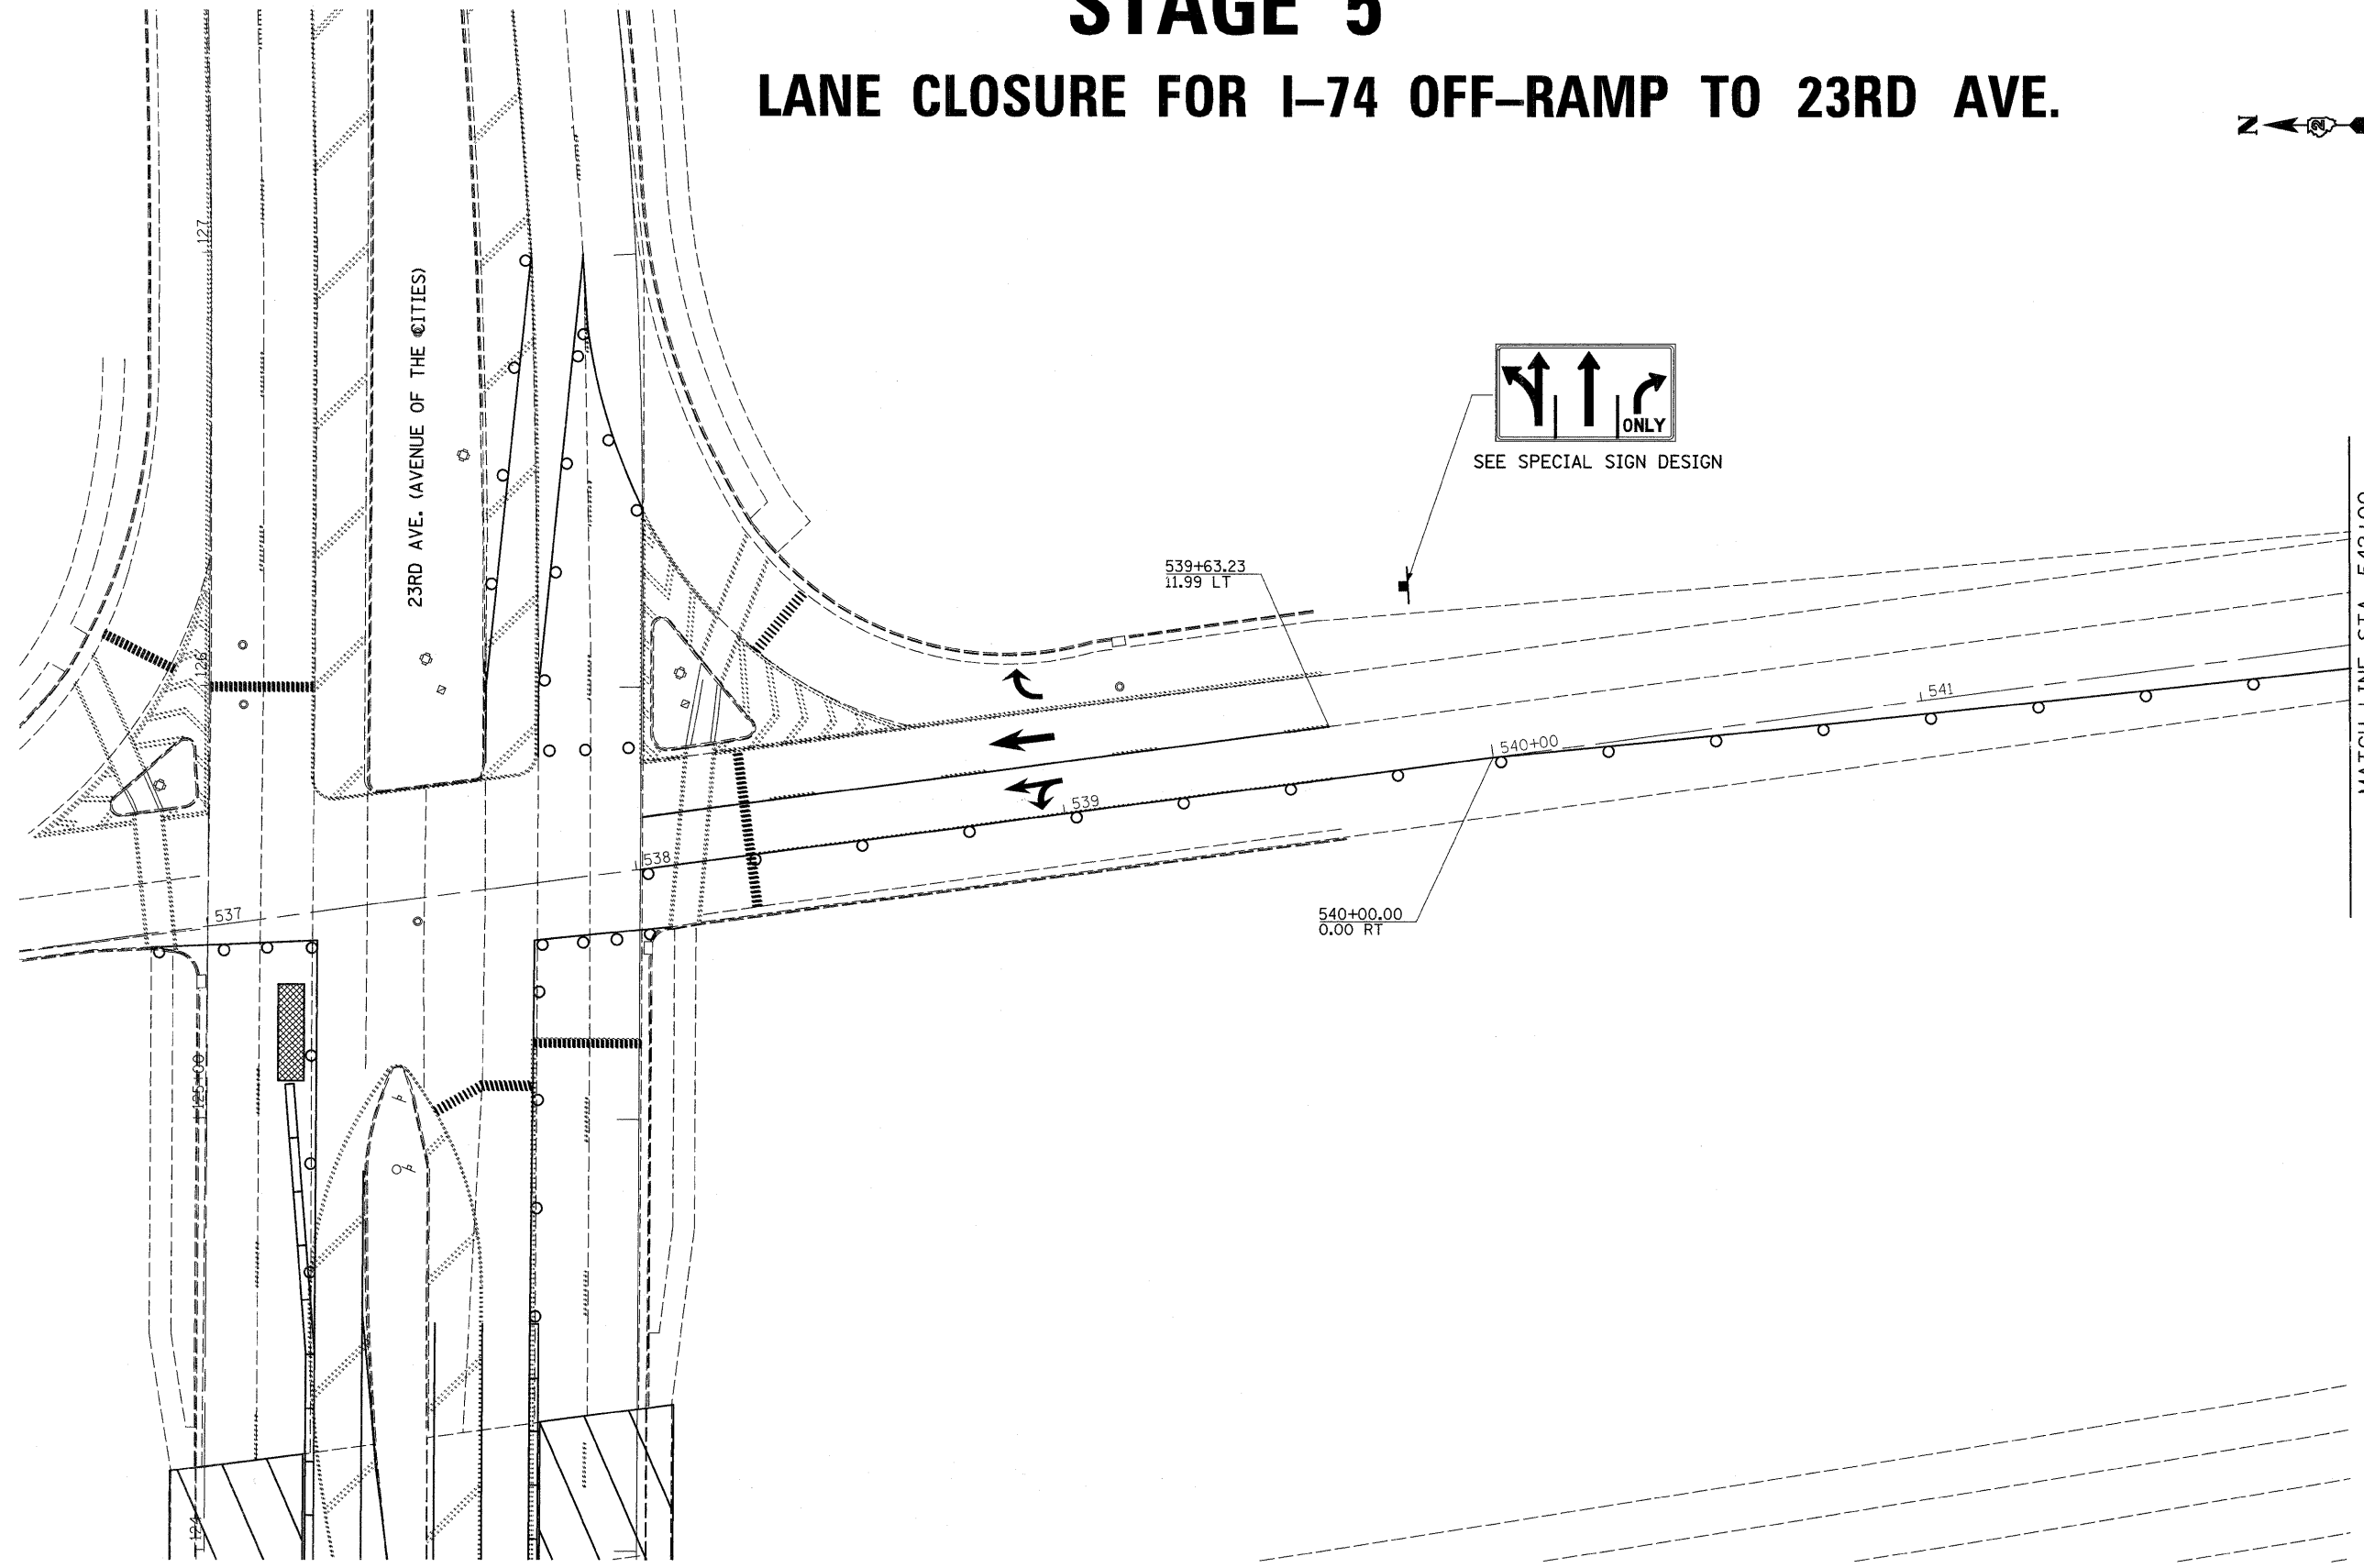 STAGE 5
LANE CLOSURE FOR I-74 OFF-RAMP TO 23RD AVE.
N
2
127
23RD AVE. (AVENUE OF THE CITIES)
ONLY
SEE SPECIAL SIGN DESIGN
539+63.23
11.99 LT
126
541
540+00
539
538
537
540+00.00
0.00 RT
125+00
124